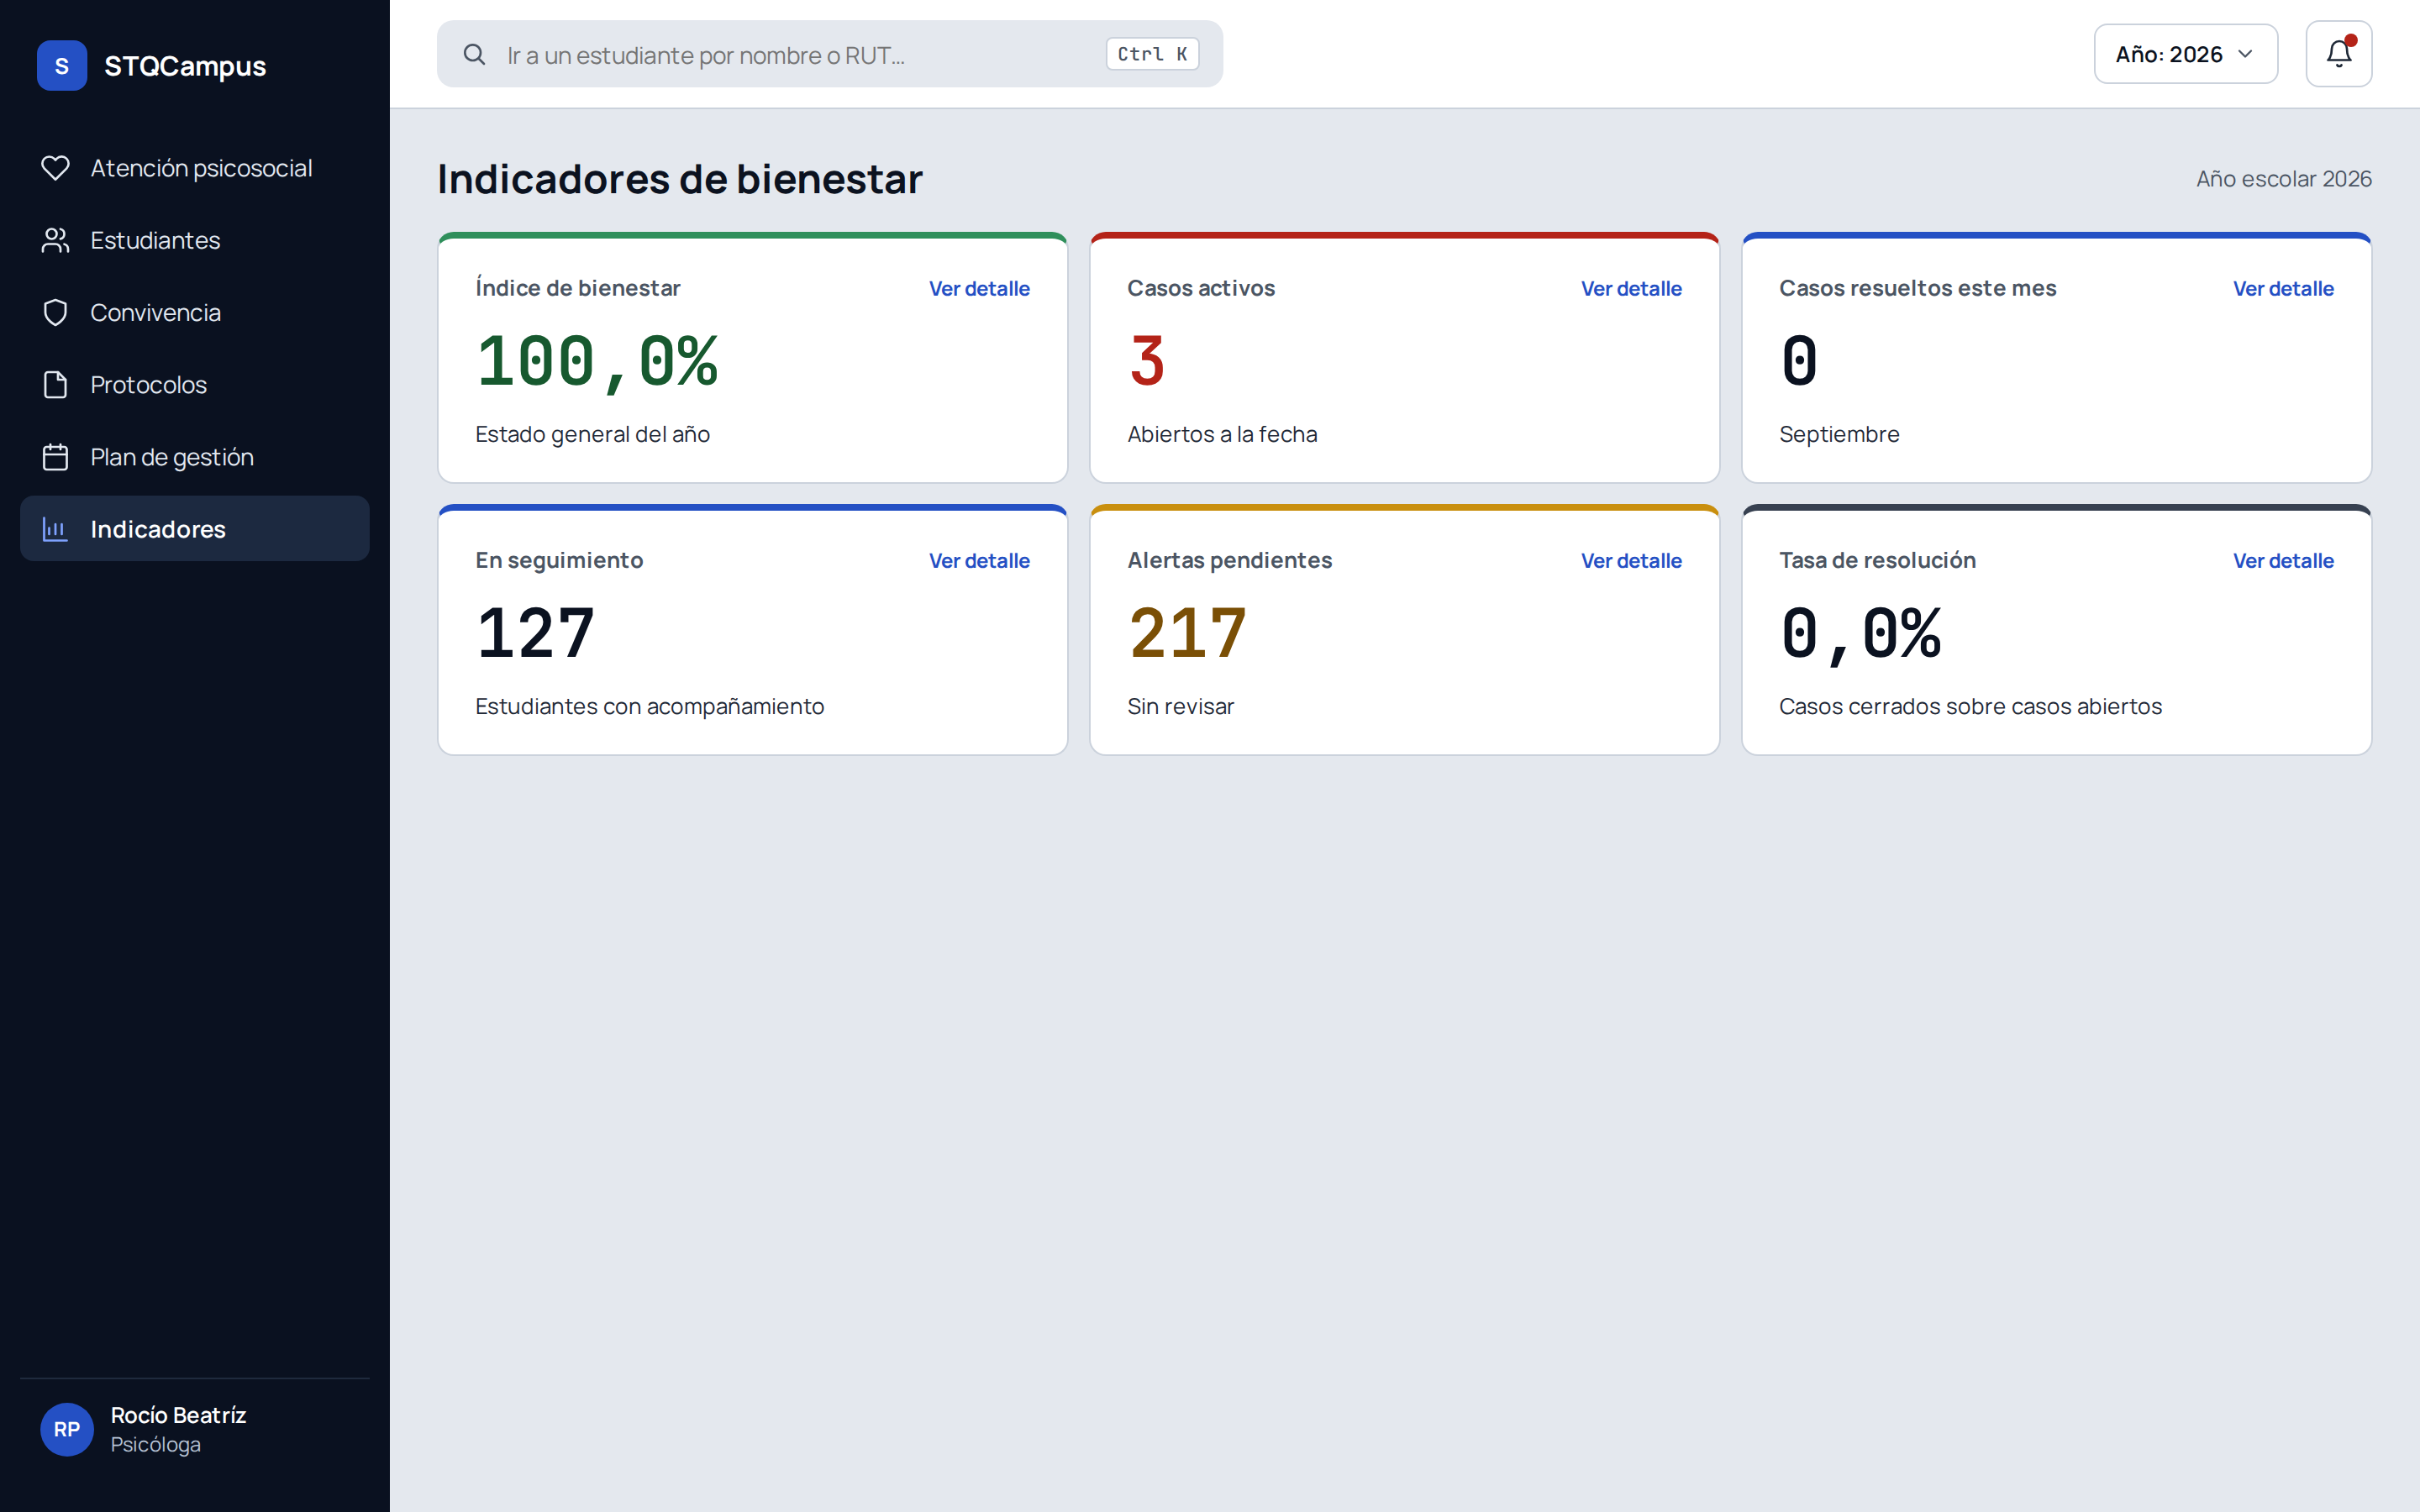 S
STQCampus
Ir a un estudiante por nombre o RUT...
Ctrl K
Año: 2026
Atención psicosocial
Estudiantes
Convivencia
Protocolos
Plan de gestión
Indicadores
Indicadores de bienestar
Año escolar 2026
Índice de bienestar
Ver detalle
100,0%
Estado general del año
Casos activos
Ver detalle
3
Abiertos a la fecha
Casos resueltos este mes
Ver detalle
0
Septiembre
En seguimiento
Ver detalle
127
Estudiantes con acompañamiento
Alertas pendientes
Ver detalle
217
Sin revisar
Tasa de resolución
Ver detalle
0,0%
Casos cerrados sobre casos abiertos
RP
Rocío Beatríz
Psicóloga